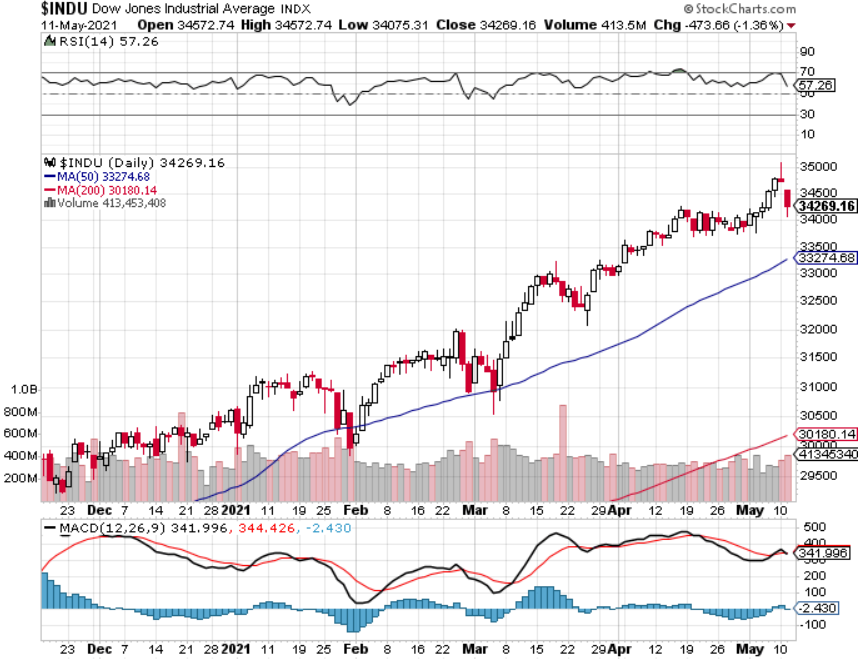 $INDU Dow Jones Industrial Average INDX © StockCharts.com
11-May-2021 Open 34572.74 High 34572.74 Low 34075.31 Close 34269.16 Volume 413.5M Chg -473.66 (-1.36%)
RSI(14) 57.26
90
70
57.26
50
30
10
$INDU (Daily) 34269.16
MA(50) 33274.68
MA(200) 30180.14
Volume 413,453,408
35000
34500
34269.16
34000
33500
33274.68
33000
32500
32000
31500
31000
30500
30180.14
30000
41345340
29500
1.0B
800M
600M
400M
200M
23 Dec 7 14 21 28 2021 11 19 25 Feb 8 16 22 Mar 8 15 22 29 Apr 12 19 26 May 10
MACD(12,26,9) 341.996, 344.426, -2.430
500
400
341.996
300
200
100
-2.430
-100
23 Dec 7 14 21 28 2021 11 19 25 Feb 8 16 22 Mar 8 15 22 29 Apr 12 19 26 May 10